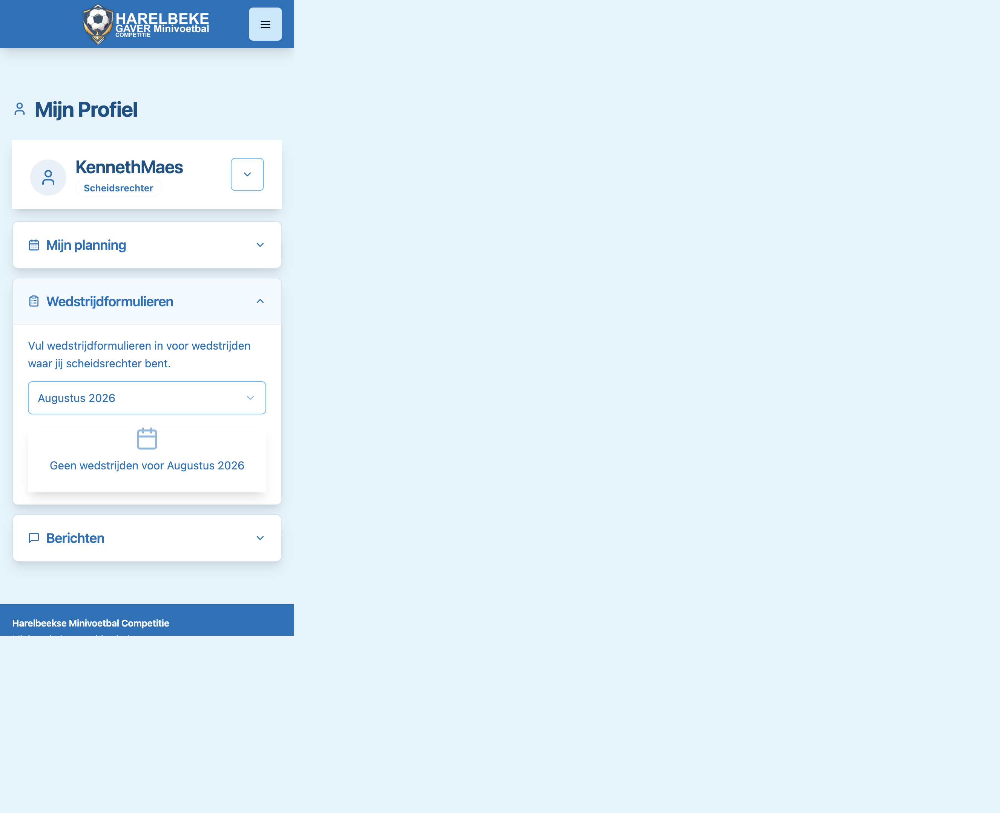 HARELBEKE
GAVER Minivoetbal
COMPETITIE
Mijn Profiel
KennethMaes
Scheidsrechter
Mijn planning
Wedstrijdformulieren
Vul wedstrijdformulieren in voor wedstrijden
waar jij scheidsrechter bent.
Augustus 2026
Geen wedstrijden voor Augustus 2026
Berichten
Harelbeekse Minivoetbal Competitie